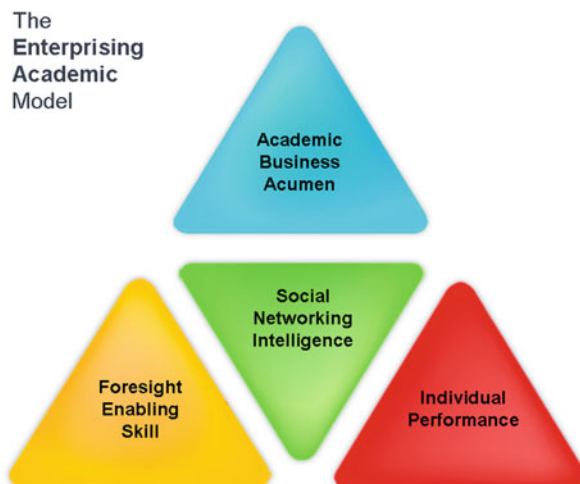 The
Enterprising
Academic
Model
Academic
Business
Acumen
Social
Networking
Intelligence
Foresight
Enabling
Skill
Individual
Performance